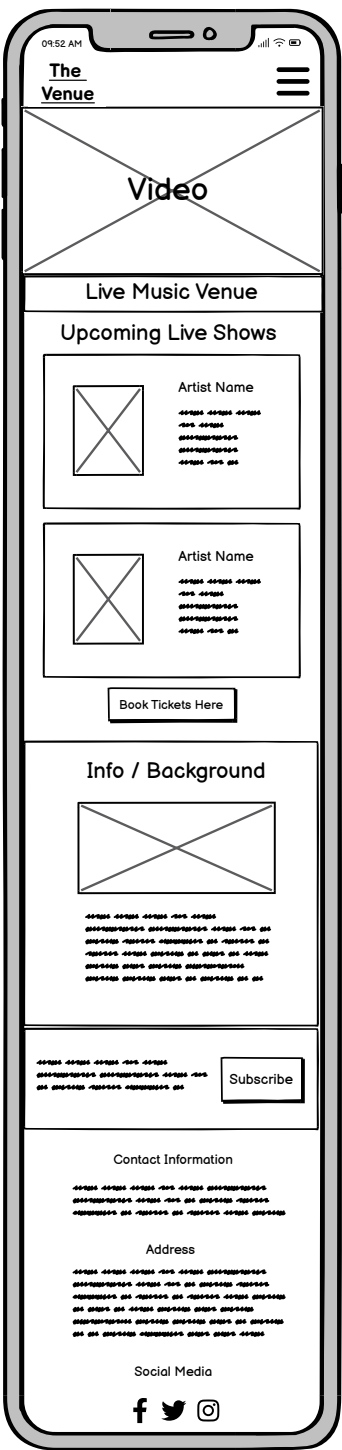 09:52 AM
The
Venue
Video
Live Music Venue
Upcoming Live Shows
Artist Name
Artist Name
Book Tickets Here
Info / Background
Subscribe
Contact Information
Address
Social Media